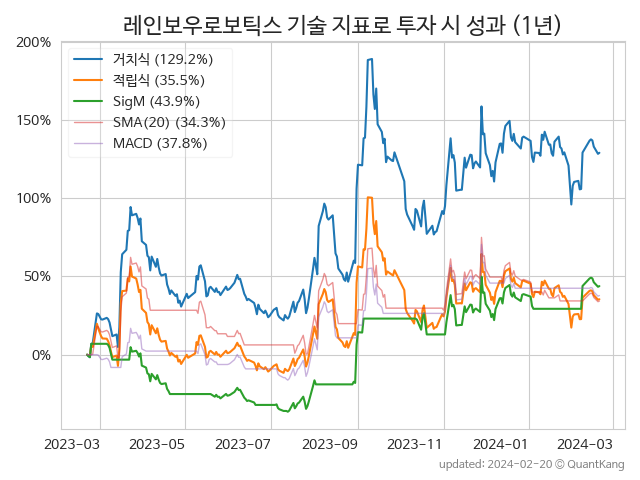 레인보우로보틱스 기술 지표로 투자 시 성과 (1년)
200%
150%
100%
50%
0%
거치식 (129.2%)
적립식 (35.5%)
SigM (43.9%)
SMA(20) (34.3%)
MACD (37.8%)
2023-03
2023-05
2023-07
2023-09
2023-11
2024-01
2024-03
updated: 2024-02-20 ⓒ QuantKang